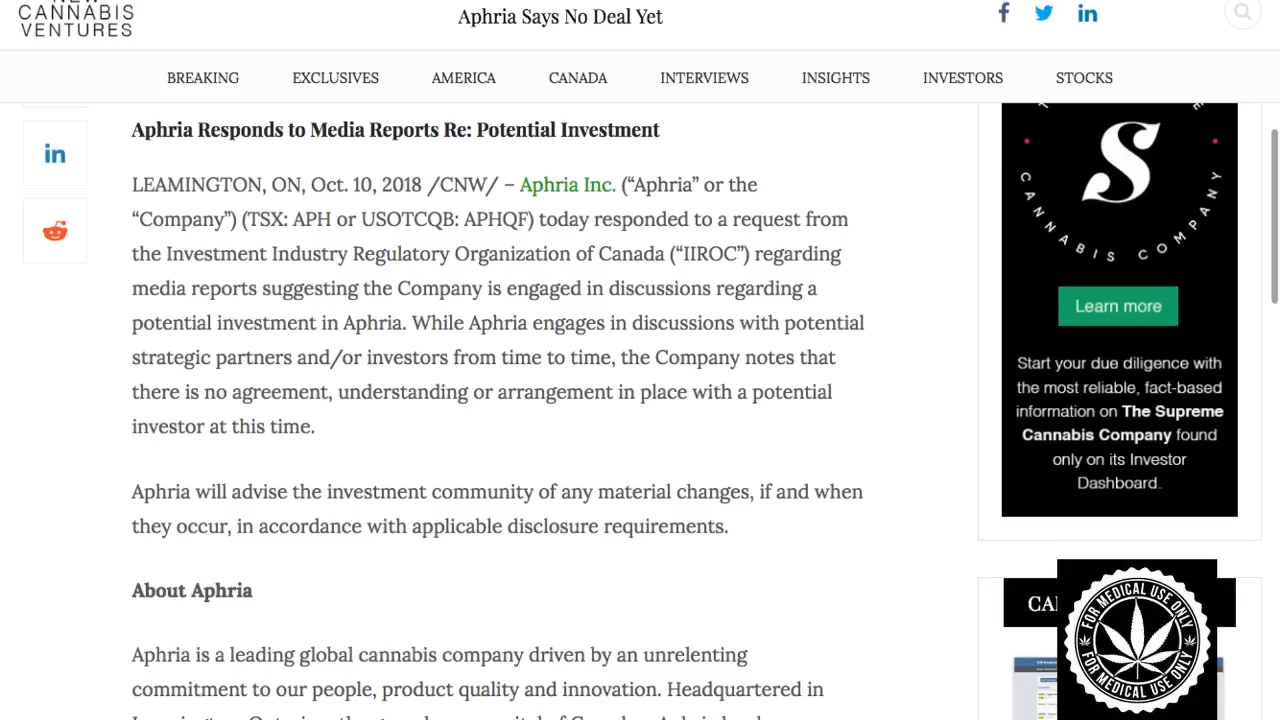 CANNABIS
VENTURES
Aphria Says No Deal Yet
BREAKING EXCLUSIVES AMERICA CANADA INTERVIEWS INSIGHTS INVESTORS STOCKS
Aphria Responds to Media Reports Re: Potential Investment
LEAMINGTON, ON, Oct. 10, 2018 /CNW/ – Aphria Inc. (“Aphria” or the
“Company”) (TSX: APH or USOTCQB: APHQF) today responded to a request from
the Investment Industry Regulatory Organization of Canada (“IIROC”) regarding
media reports suggesting the Company is engaged in discussions regarding a
potential investment in Aphria. While Aphria engages in discussions with potential
strategic partners and/or investors from time to time, the Company notes that
there is no agreement, understanding or arrangement in place with a potential
investor at this time.
Aphria will advise the investment community of any material changes, if and when
they occur, in accordance with applicable disclosure requirements.
About Aphria
Aphria is a leading global cannabis company driven by an unrelenting
commitment to our people, product quality and innovation. Headquartered in
S
CANNABIS COMPANY
Learn more
Start your due diligence with
the most reliable, fact-based
information on The Supreme
Cannabis Company found
only on its Investor
Dashboard.
FOR MEDICAL USE ONLY
FOR MEDICAL USE ONLY